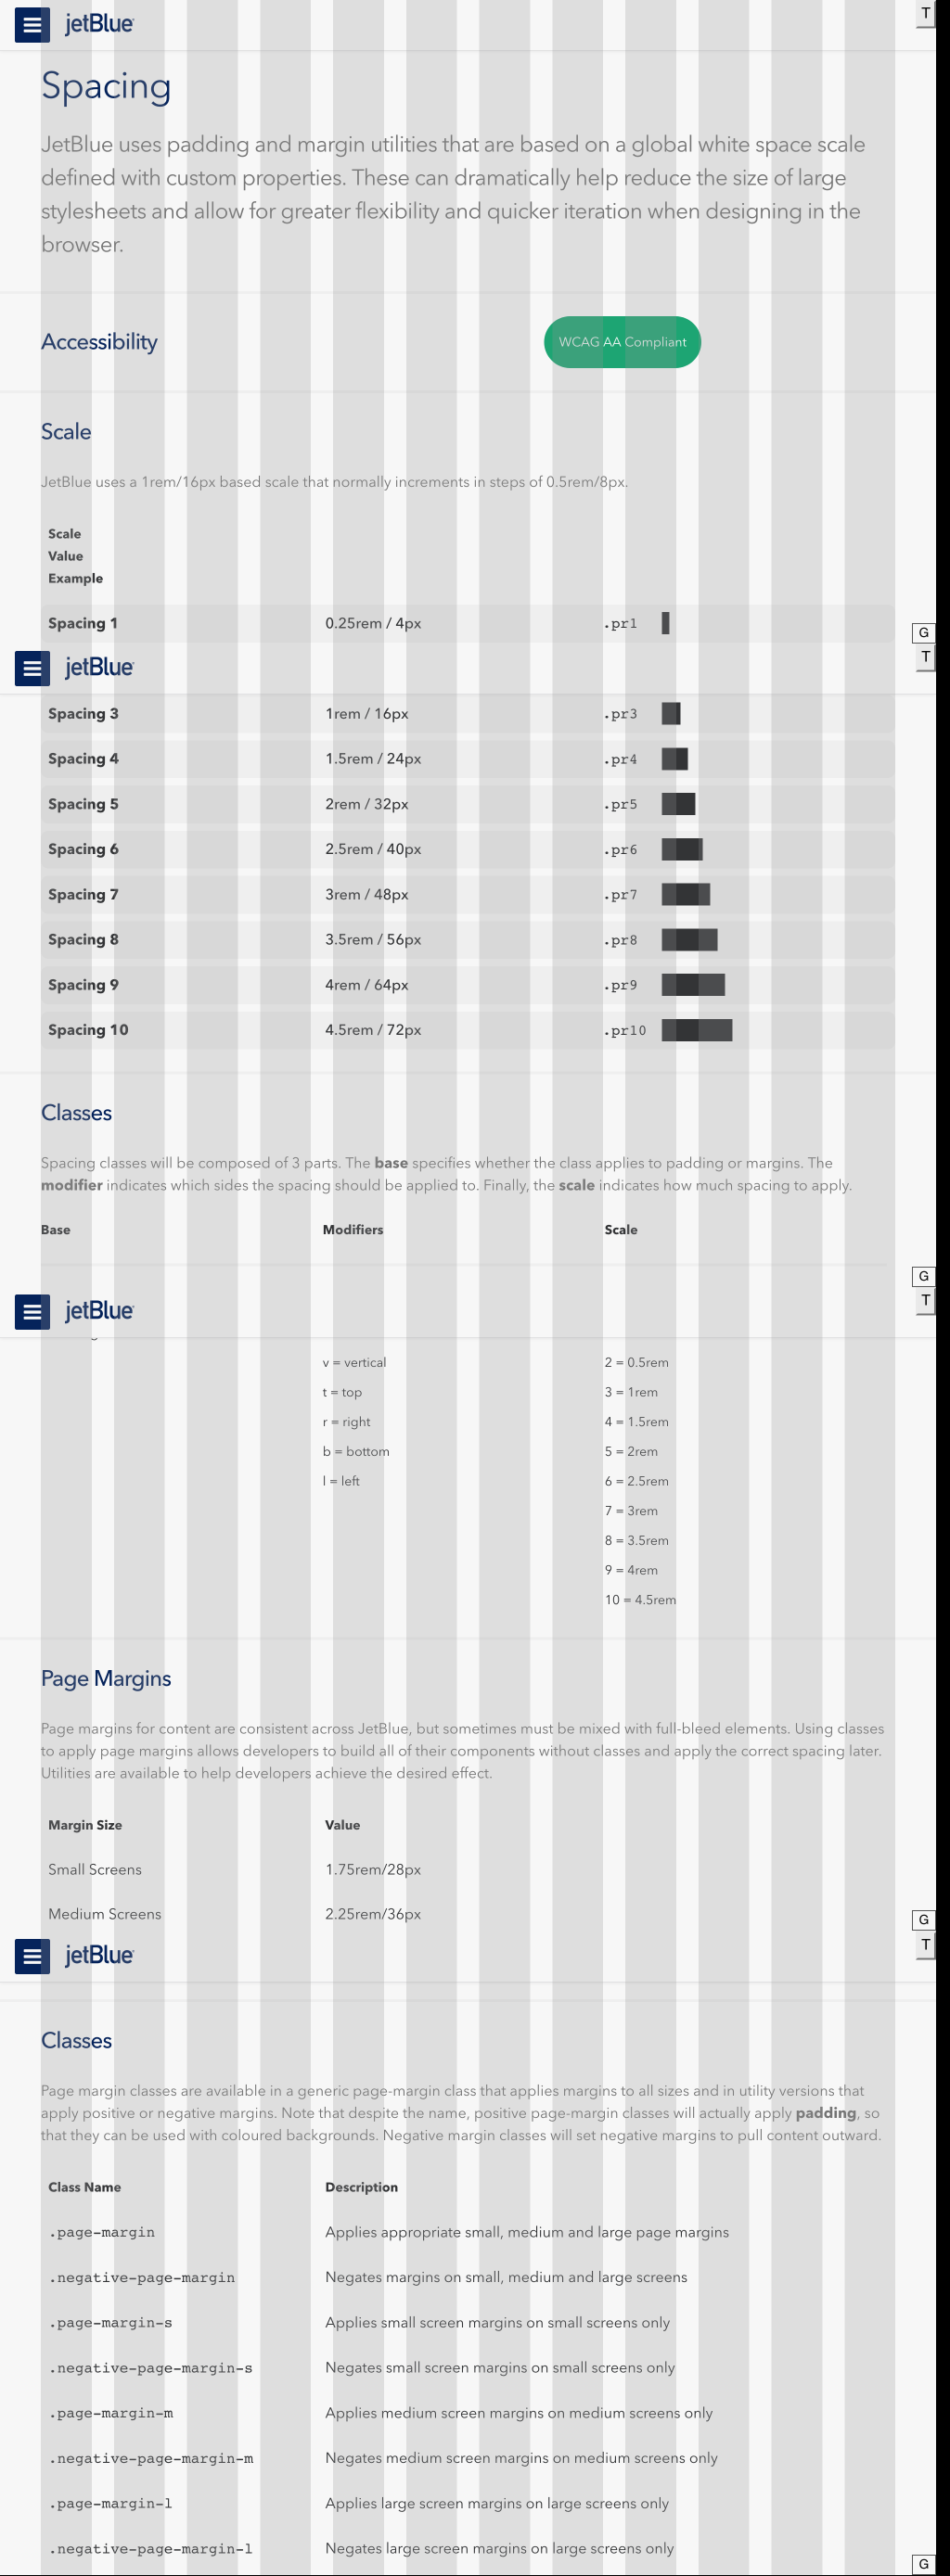 jetBlue
T
Spacing
JetBlue uses padding and margin utilities that are based on a global white space scale
defined with custom properties. These can dramatically help reduce the size of large
stylesheets and allow for greater flexibility and quicker iteration when designing in the
browser.
Accessibility
WCAG AA Compliant
Scale
JetBlue uses a 1rem/16px based scale that normally increments in steps of 0.5rem/8px.
Scale
Value
Example
Spacing 1 0.25rem / 4px .pr1
G
jetBlue
T
Spacing 3 1rem / 16px .pr3
Spacing 4 1.5rem / 24px .pr4
Spacing 5 2rem / 32px .pr5
Spacing 6 2.5rem / 40px .pr6
Spacing 7 3rem / 48px .pr7
Spacing 8 3.5rem / 56px .pr8
Spacing 9 4rem / 64px .pr9
Spacing 10 4.5rem / 72px .pr10
Classes
Spacing classes will be composed of 3 parts. The base specifies whether the class applies to padding or margins. The
modifier indicates which sides the spacing should be applied to. Finally, the scale indicates how much spacing to apply.
Base Modifiers Scale
G
jetBlue
T
v = vertical 2 = 0.5rem
t = top 3 = 1rem
r = right 4 = 1.5rem
b = bottom 5 = 2rem
l = left 6 = 2.5rem
7 = 3rem
8 = 3.5rem
9 = 4rem
10 = 4.5rem
Page Margins
Page margins for content are consistent across JetBlue, but sometimes must be mixed with full-bleed elements. Using classes
to apply page margins allows developers to build all of their components without classes and apply the correct spacing later.
Utilities are available to help developers achieve the desired effect.
Margin Size Value
Small Screens 1.75rem/28px
Medium Screens 2.25rem/36px
G
jetBlue
T
Classes
Page margin classes are available in a generic page-margin class that applies margins to all sizes and in utility versions that
apply positive or negative margins. Note that despite the name, positive page-margin classes will actually apply padding, so
that they can be used with coloured backgrounds. Negative margin classes will set negative margins to pull content outward.
Class Name Description
.page-margin Applies appropriate small, medium and large page margins
.negative-page-margin Negates margins on small, medium and large screens
.page-margin-s Applies small screen margins on small screens only
.negative-page-margin-s Negates small screen margins on small screens only
.page-margin-m Applies medium screen margins on medium screens only
.negative-page-margin-m Negates medium screen margins on medium screens only
.page-margin-l Applies large screen margins on large screens only
.negative-page-margin-l Negates large screen margins on large screens only
G